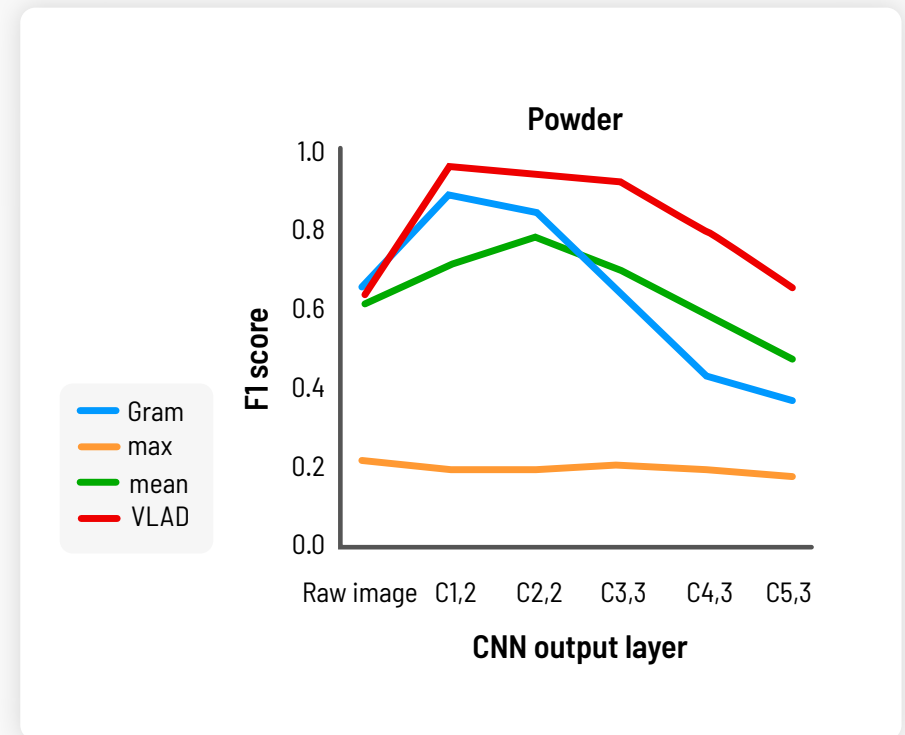 Powder
1.0
0.8
0.6
0.4
0.2
0.0
F1 score
Gram
max
mean
VLAD
Raw image C1,2 C2,2 C3,3 C4,3 C5,3
CNN output layer